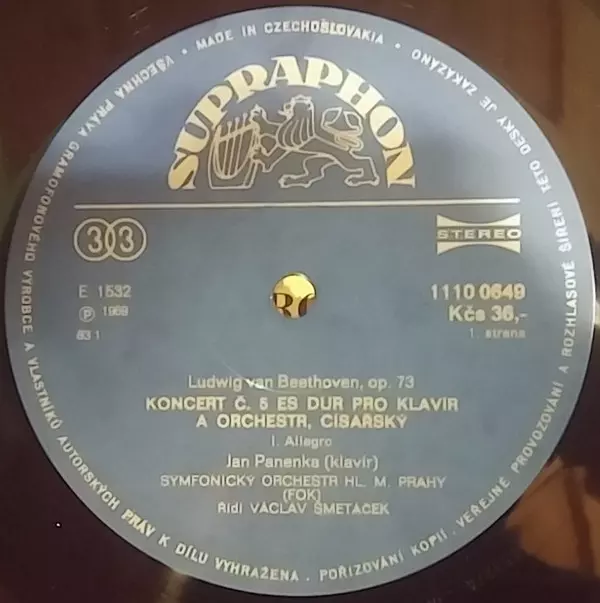 MADE IN CZECHOSLOVAKIA · VŠECHNA PRÁVA GRAMOFONOVÉHO VÝROBCE A VLASTNÍKŮ AUTORSKÝCH PRÁV K DÍLU VYHRAŽENA · POŘIZOVÁNÍ KOPIÍ, VEŘEJNÉ PROVOZOVÁNÍ A ROZHLASOVÉ ŠÍŘENÍ TÉTO DESKY JE ZAKÁZÁNO ·
SUPRAPHON
33
STEREO
E 1532
1110 0649
Ⓟ 1969
Kčs 36,-
63 1
1. strana
Ludwig van Beethoven, op. 73
KONCERT Č. 5 ES DUR PRO KLAVÍR
A ORCHESTR, CÍSAŘSKÝ
I. Allegro
Jan Panenka (klavír)
SYMFONICKÝ ORCHESTR HL. M. PRAHY
(FOK)
Řídí VÁCLAV SMETÁČEK